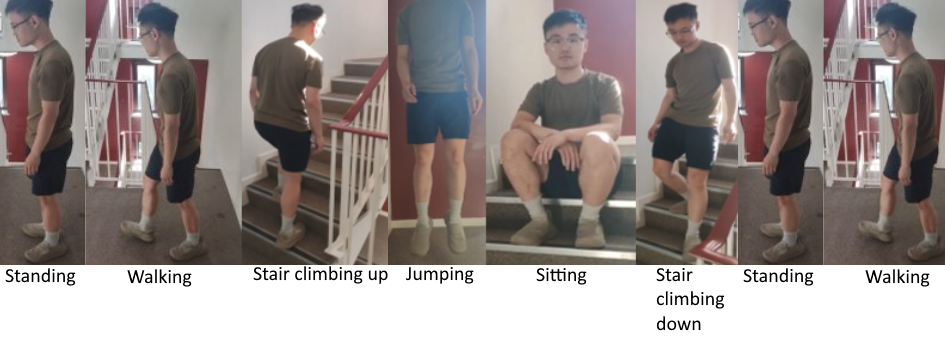 Standing
Walking
Stair climbing up
Jumping
Sitting
Stair
climbing
down
Standing
Walking